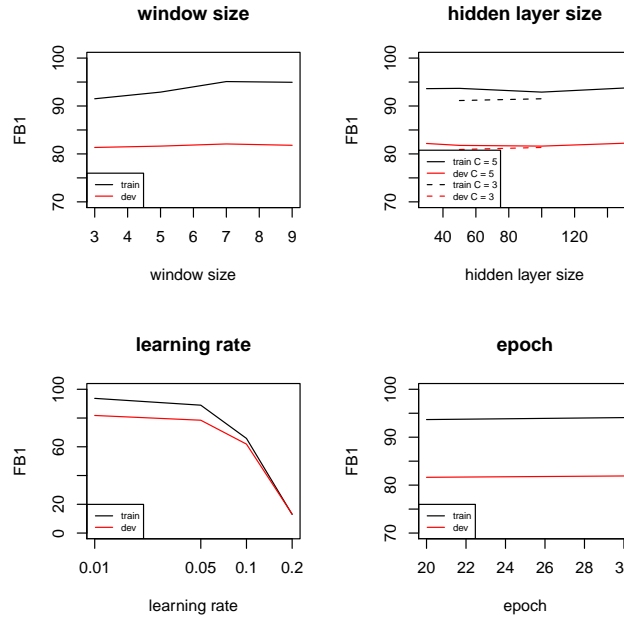 window size
FB1
100
90
80
70
train
dev
3 4 5 6 7 8 9
window size
hidden layer size
FB1
100
90
80
70
train C = 5
dev C = 5
train C = 3
dev C = 3
40 60 80 120
hidden layer size
learning rate
FB1
100
60
20
0
train
dev
0.01 0.05 0.1 0.2
learning rate
epoch
FB1
100
90
80
70
train
dev
20 22 24 26 28
epoch